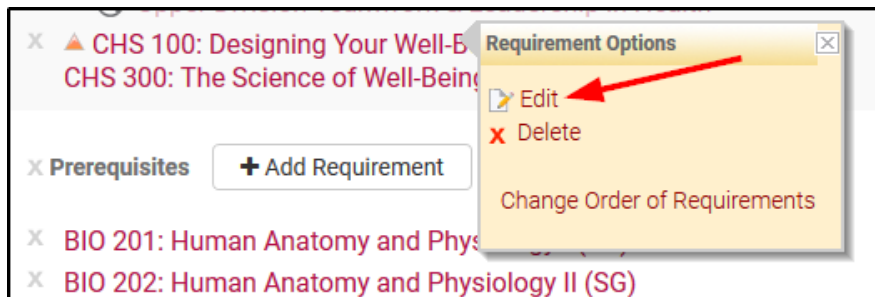 CHS 100: Designing Your Well-B
CHS 300: The Science of Well-Being
Requirement Options
Edit
x Delete
Change Order of Requirements
x Prerequisites + Add Requirement
x BIO 201: Human Anatomy and Phys
x BIO 202: Human Anatomy and Physiology II (SG)